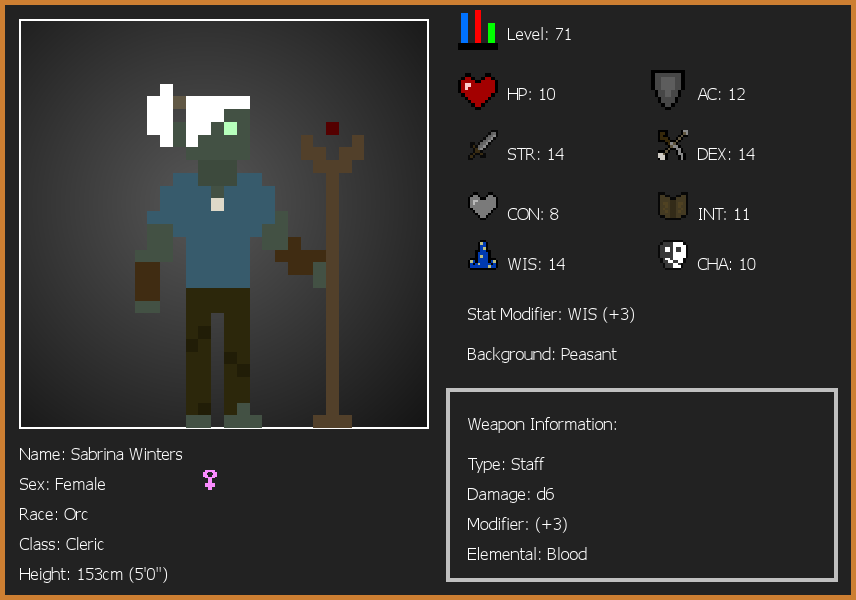 Level: 71
HP: 10
AC: 12
STR: 14
DEX: 14
CON: 8
INT: 11
WIS: 14
CHA: 10
Stat Modifier: WIS (+3)
Background: Peasant
Weapon Information:
Type: Staff
Damage: d6
Modifier: (+3)
Elemental: Blood
Name: Sabrina Winters
Sex: Female
Race: Orc
Class: Cleric
Height: 153cm (5'0")